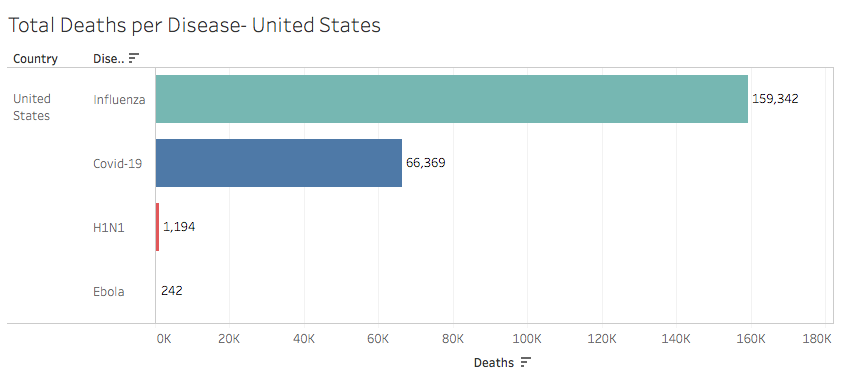 Total Deaths per Disease- United States
Country Dise..
United States Influenza 159,342
Covid-19 66,369
H1N1 1,194
Ebola 242
0K 20K 40K 60K 80K 100K 120K 140K 160K 180K
Deaths